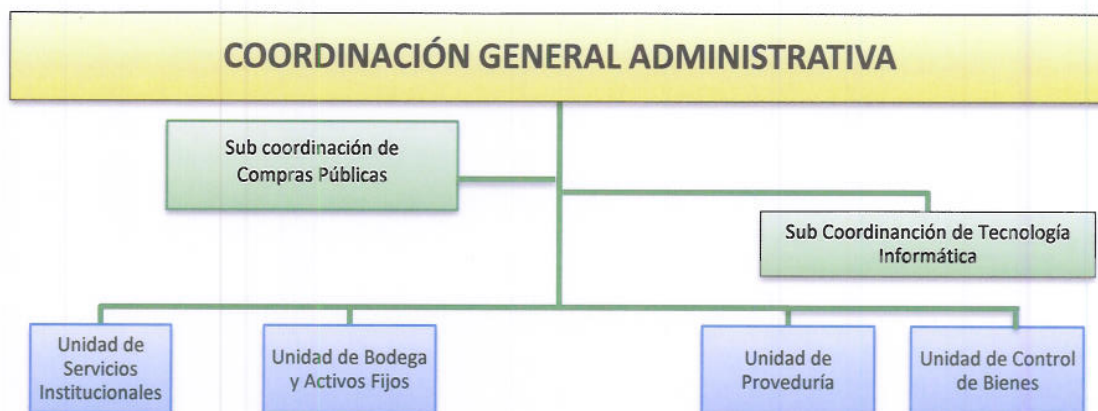 COORDINACIÓN GENERAL ADMINISTRATIVA
Sub coordinación de
Compras Públicas
Sub Coordinanción de Tecnología
Informática
Unidad de
Servicios
Institucionales
Unidad de Bodega
y Activos Fijos
Unidad de
Proveduría
Unidad de Control
de Bienes